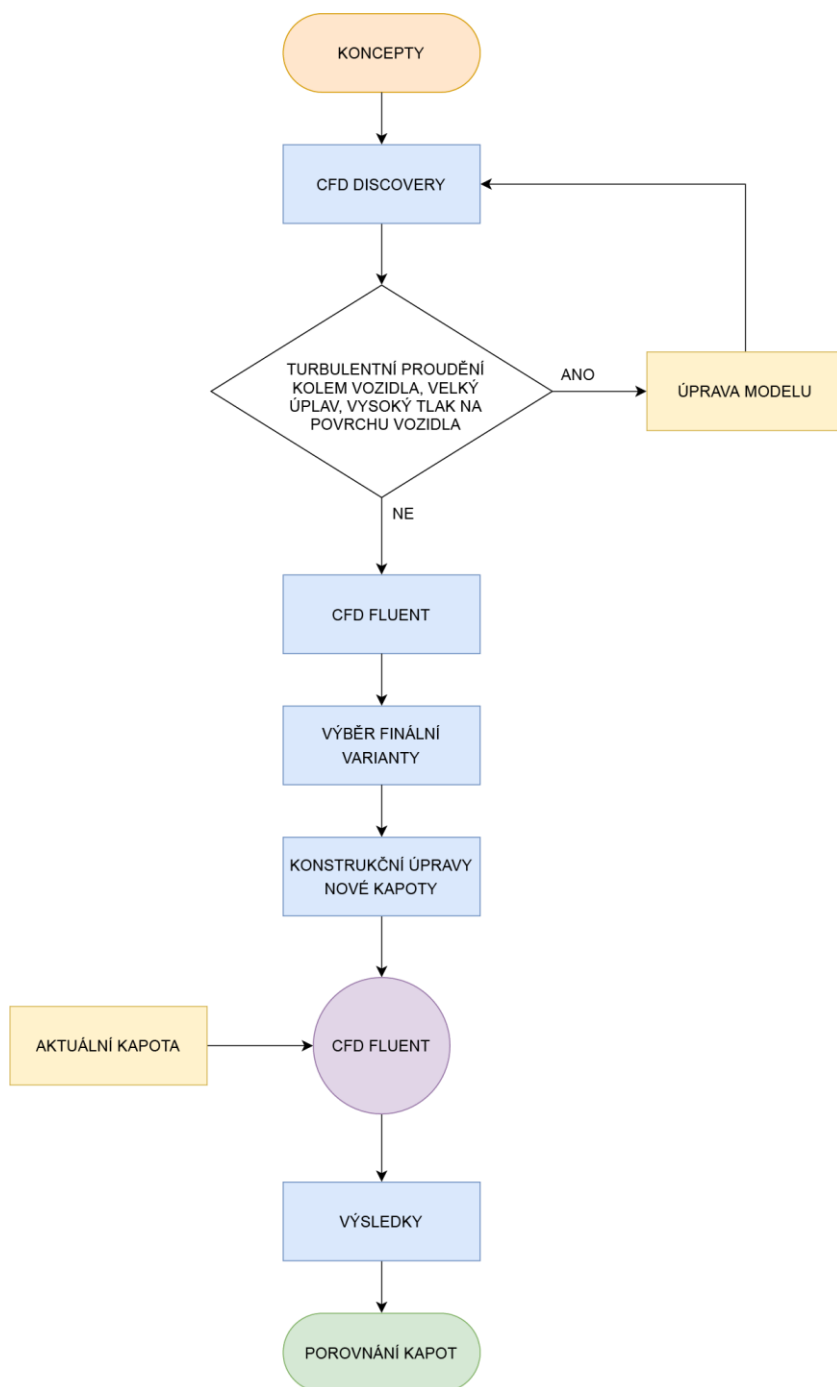 KONCEPTY
CFD DISCOVERY
TURBULENTNÍ PROUDĚNÍ
KOLEM VOZIDLA, VELKÝ
ÚPLAV, VYSOKÝ TLAK NA
POVRCHU VOZIDLA
ANO
ÚPRAVA MODELU
NE
CFD FLUENT
VÝBĚR FINÁLNÍ
VARIANTY
KONSTRUKČNÍ ÚPRAVY
NOVÉ KAPOTY
AKTUÁLNÍ KAPOTA
CFD FLUENT
VÝSLEDKY
POROVNÁNÍ KAPOT